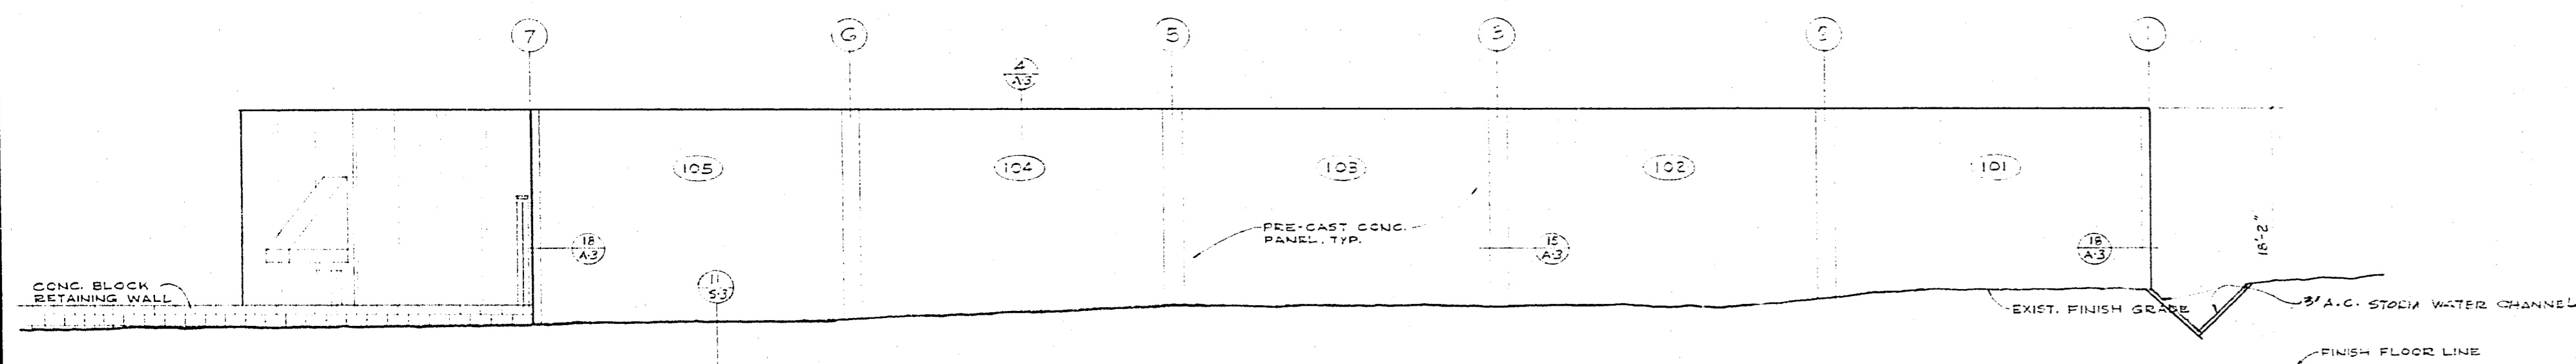 7 6 5 3 2 1
4
A·3
105 104 103 102 101
PRE-CAST CONC.
PANEL. TYP.
18
A·3
15
A·3
18
A·3
18'-2"
11
S·3
CONC. BLOCK
RETAINING WALL
EXIST. FINISH GRADE
3" A.C. STORM WATER CHANNEL
FINISH FLOOR LINE